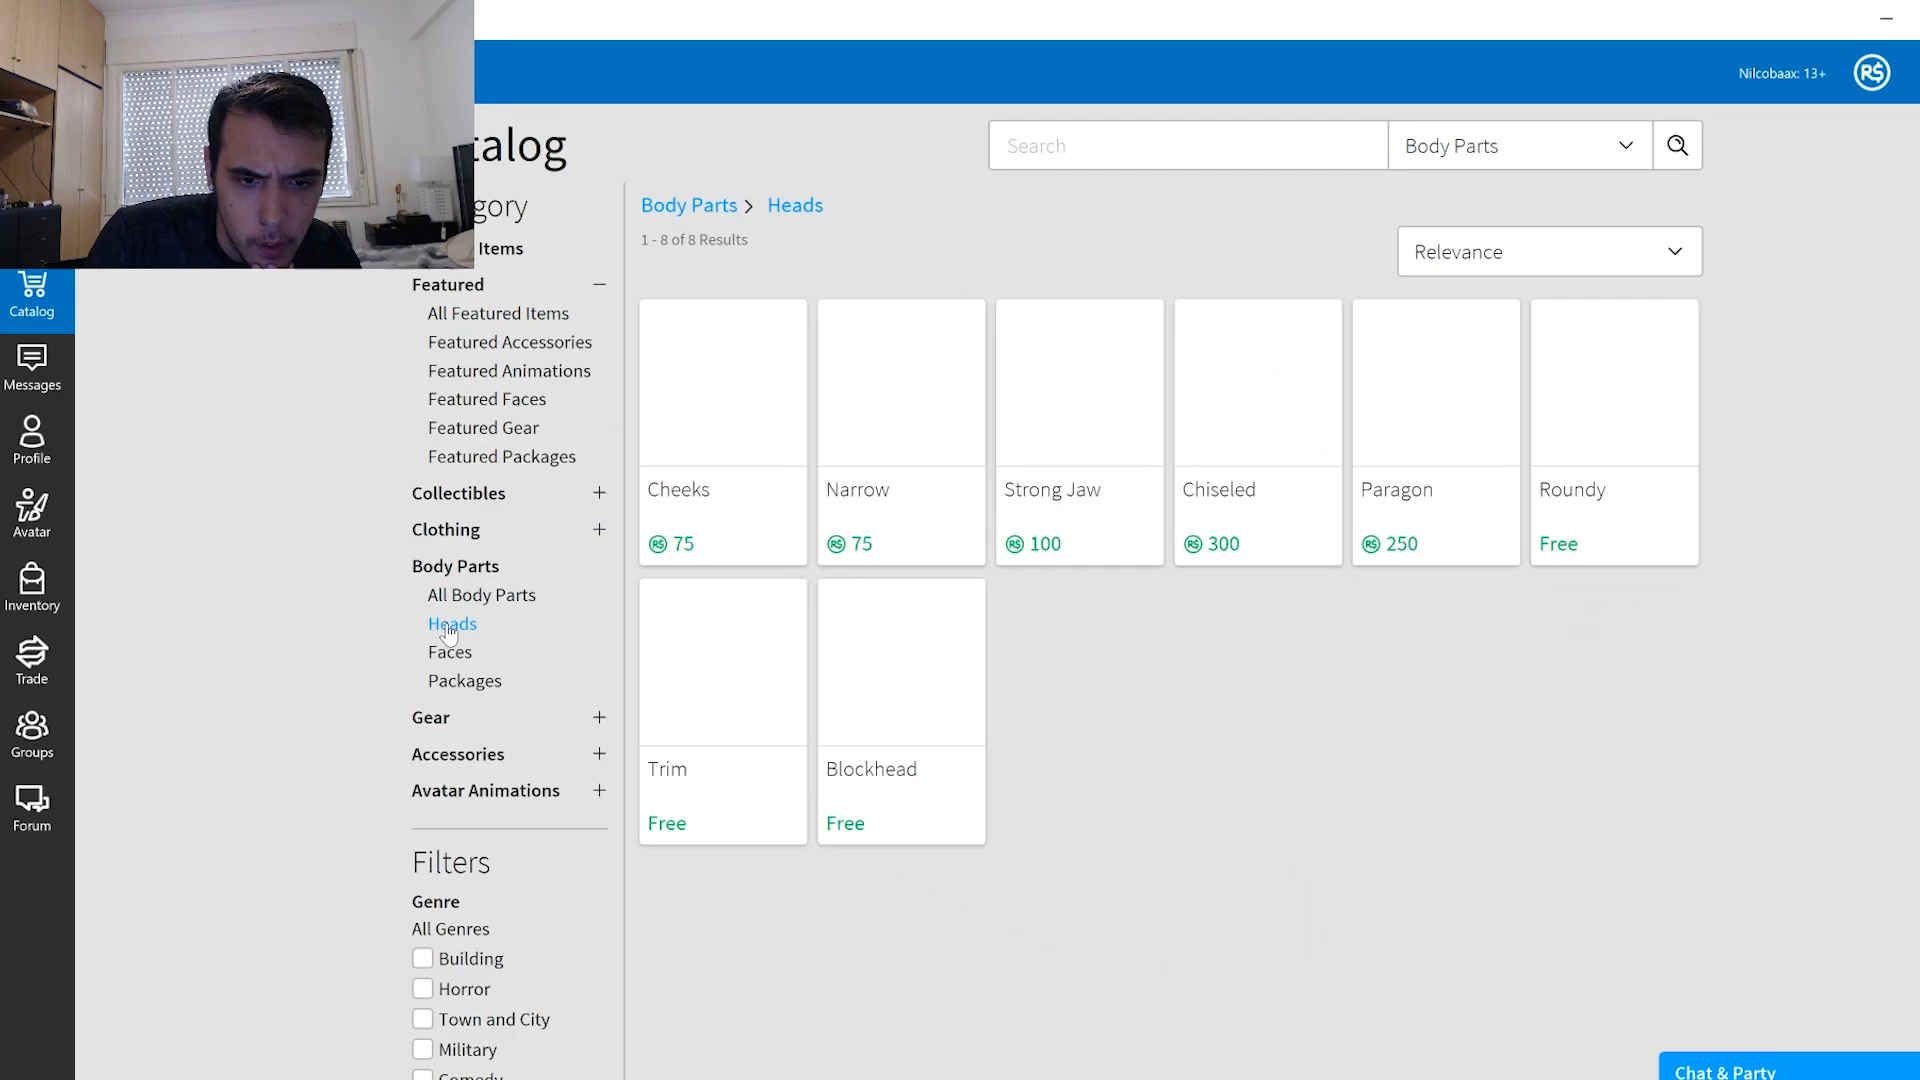 Nilcobaax: 13+
talog
Search
Body Parts
gory
Items
Featured
All Featured Items
Featured Accessories
Featured Animations
Featured Faces
Featured Gear
Featured Packages
Collectibles
Clothing
Body Parts
All Body Parts
Heads
Faces
Packages
Gear
Accessories
Avatar Animations
Filters
Genre
All Genres
Building
Horror
Town and City
Military
Comedy
Body Parts > Heads
1 - 8 of 8 Results
Relevance
Cheeks
R$ 75
Narrow
R$ 75
Strong Jaw
R$ 100
Chiseled
R$ 300
Paragon
R$ 250
Roundy
Free
Trim
Free
Blockhead
Free
Catalog
Messages
Profile
Avatar
Inventory
Trade
Groups
Forum
R$
Chat & Party